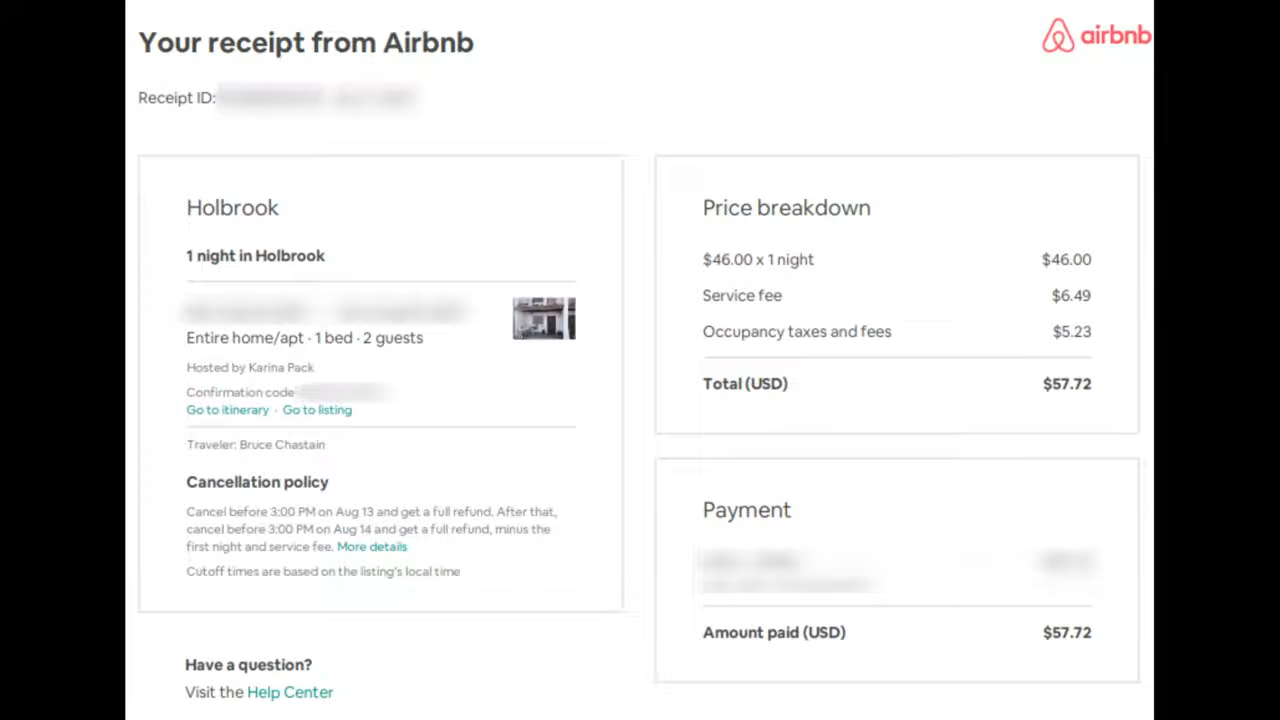 Your receipt from Airbnb
airbnb
Receipt ID:
Holbrook
1 night in Holbrook
Entire home/apt · 1 bed · 2 guests
Hosted by Karina Pack
Confirmation code
Go to itinerary · Go to listing
Traveler: Bruce Chastain
Cancellation policy
Cancel before 3:00 PM on Aug 13 and get a full refund. After that,
cancel before 3:00 PM on Aug 14 and get a full refund, minus the
first night and service fee. More details
Cutoff times are based on the listing's local time
Have a question?
Visit the Help Center
Price breakdown
$46.00 x 1 night $46.00
Service fee $6.49
Occupancy taxes and fees $5.23
Total (USD) $57.72
Payment
Amount paid (USD) $57.72